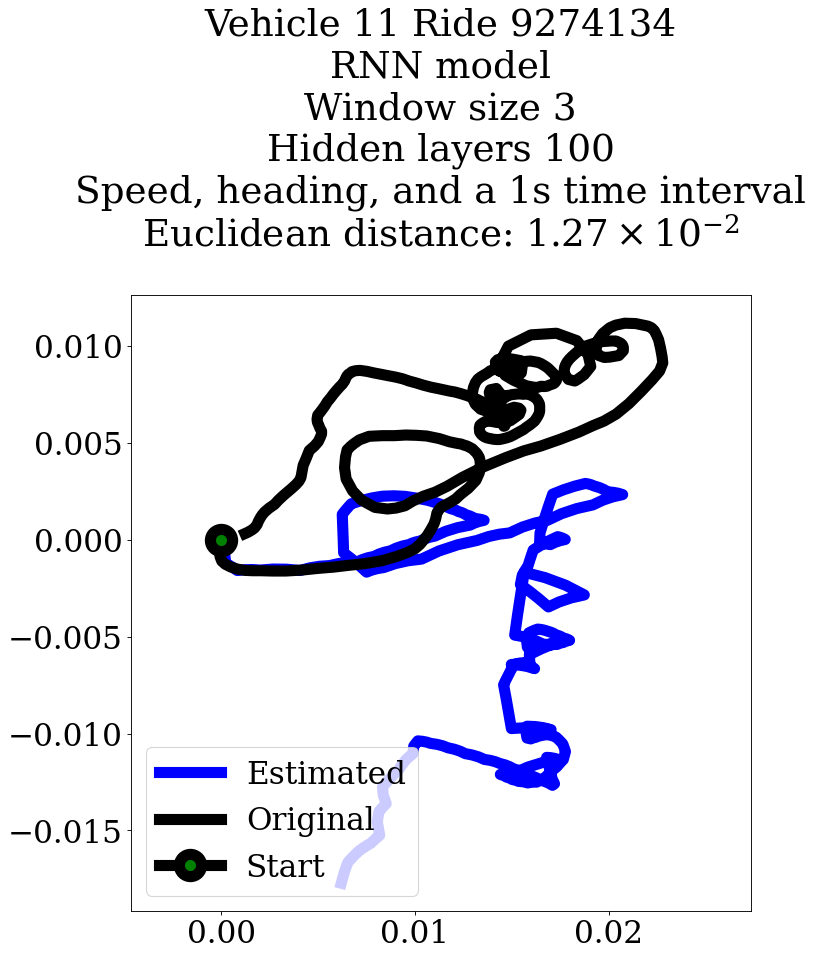 Vehicle 11 Ride 9274134
RNN model
Window size 3
Hidden layers 100
Speed, heading, and a 1s time interval
Euclidean distance: 1.27 × 10⁻²
0.010
0.005
0.000
−0.005
−0.010
−0.015
Estimated
Original
Start
0.00 0.01 0.02